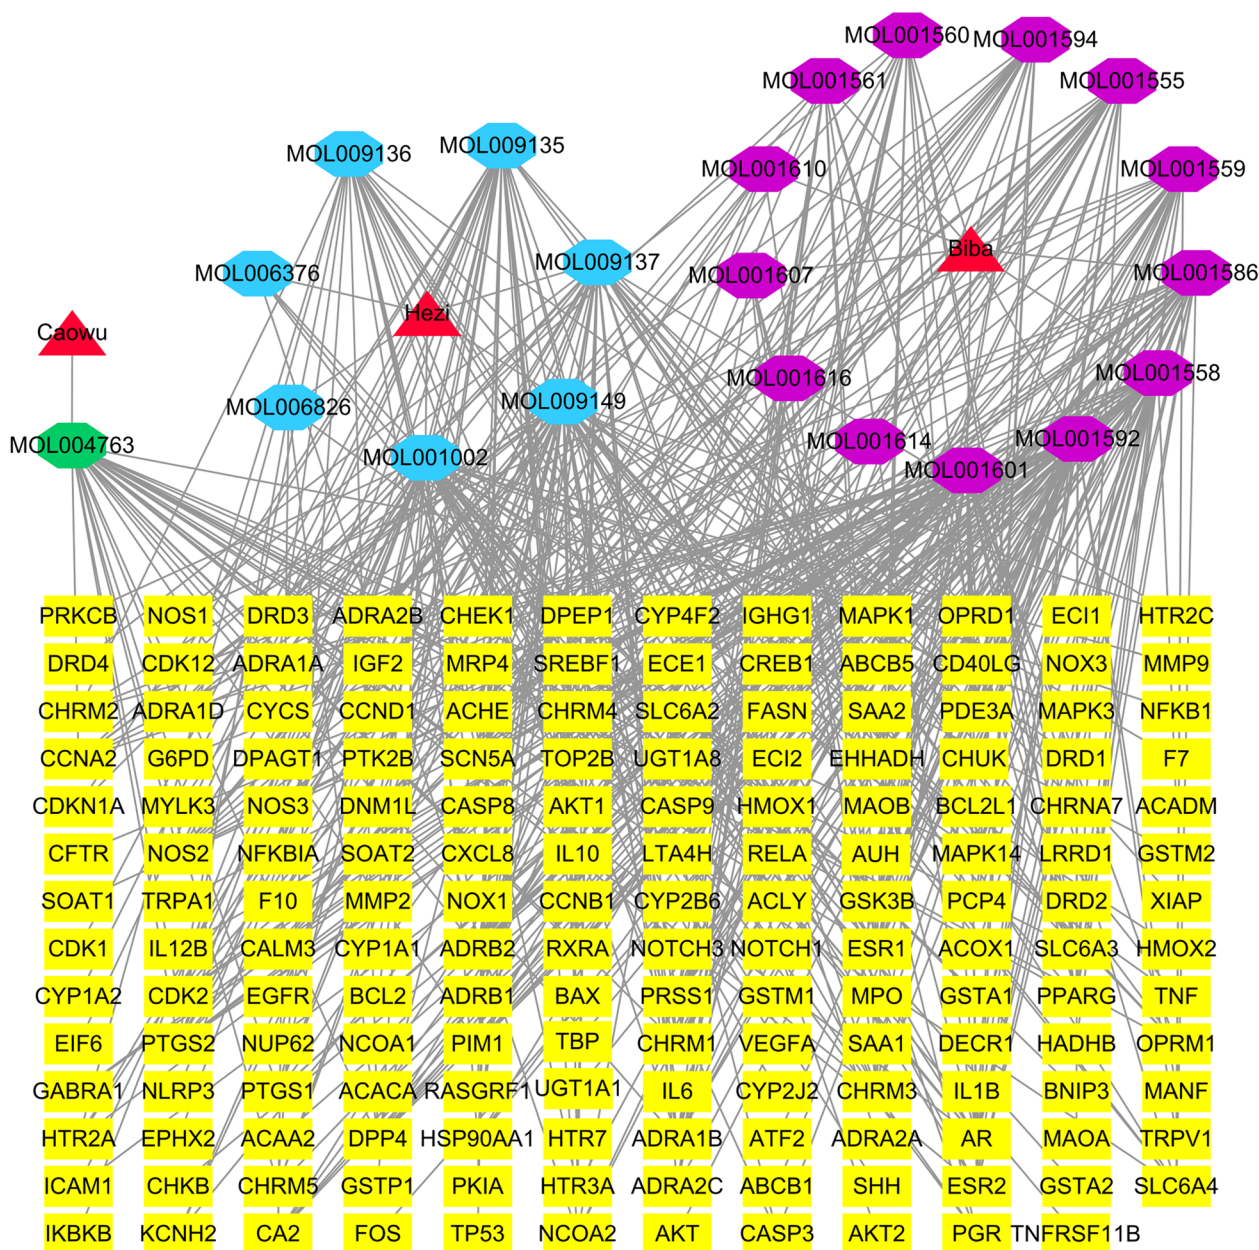 MOL001560 MOL001594
MOL001561 MOL001555
MOL009136 MOL009135
MOL001610 MOL001559
MOL006376 MOL009137 MOL001607 Biba MOL001586
Caowu Hezi
MOL001616 MOL001558
MOL006826 MOL009149
MOL004763 MOL001002 MOL001614 MOL001592
MOL001601
PRKCB NOS1 DRD3 ADRA2B CHEK1 DPEP1 CYP4F2 IGHG1 MAPK1 OPRD1 ECI1 HTR2C
DRD4 CDK12 ADRA1A IGF2 MRP4 SREBF1 ECE1 CREB1 ABCB5 CD40LG NOX3 MMP9
CHRM2 ADRA1D CYCS CCND1 ACHE CHRM4 SLC6A2 FASN SAA2 PDE3A MAPK3 NFKB1
CCNA2 G6PD DPAGT1 PTK2B SCN5A TOP2B UGT1A8 ECI2 EHHADH CHUK DRD1 F7
CDKN1A MYLK3 NOS3 DNM1L CASP8 AKT1 CASP9 HMOX1 MAOB BCL2L1 CHRNA7 ACADM
CFTR NOS2 NFKBIA SOAT2 CXCL8 IL10 LTA4H RELA AUH MAPK14 LRRD1 GSTM2
SOAT1 TRPA1 F10 MMP2 NOX1 CCNB1 CYP2B6 ACLY GSK3B PCP4 DRD2 XIAP
CDK1 IL12B CALM3 CYP1A1 ADRB2 RXRA NOTCH3 NOTCH1 ESR1 ACOX1 SLC6A3 HMOX2
CYP1A2 CDK2 EGFR BCL2 ADRB1 BAX PRSS1 GSTM1 MPO GSTA1 PPARG TNF
EIF6 PTGS2 NUP62 NCOA1 PIM1 TBP CHRM1 VEGFA SAA1 DECR1 HADHB OPRM1
GABRA1 NLRP3 PTGS1 ACACA RASGRF1 UGT1A1 IL6 CYP2J2 CHRM3 IL1B BNIP3 MANF
HTR2A EPHX2 ACAA2 DPP4 HSP90AA1 HTR7 ADRA1B ATF2 ADRA2A AR MAOA TRPV1
ICAM1 CHKB CHRM5 GSTP1 PKIA HTR3A ADRA2C ABCB1 SHH ESR2 GSTA2 SLC6A4
IKBKB KCNH2 CA2 FOS TP53 NCOA2 AKT CASP3 AKT2 PGR TNFRSF11B